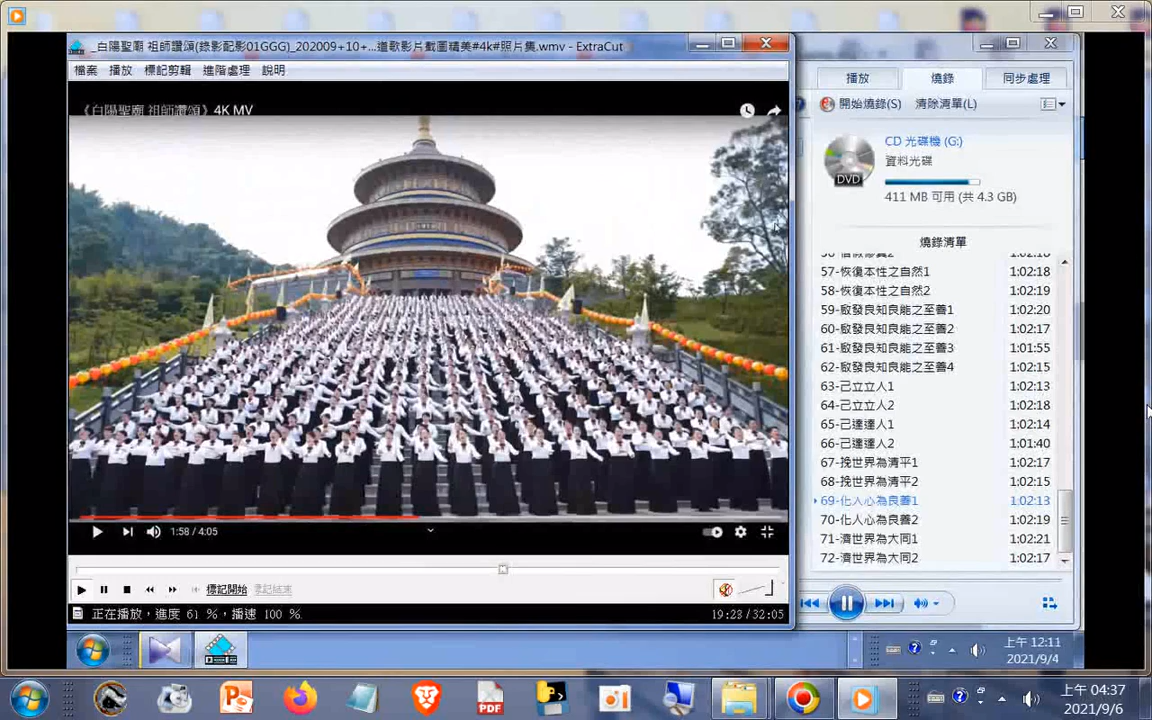 _白陽聖廟 祖師讚頌(錄影配影01GGG)_202009+10+...道歌影片截圖精美#4k#照片集.wmv - ExtraCut
檔案 播放 標記剪輯 進階處理 說明
《白陽聖廟 祖師讚頌》4K MV
1:58 / 4:05
標記開始 標記結束
正在播放，進度 61 %，播速 100 %
19:28 / 32:05
播放 燒錄 同步處理
開始燒錄(S) 清除清單(L)
CD 光碟機 (G:)
資料光碟
DVD
411 MB 可用 (共 4.3 GB)
燒錄清單
57-恢復本性之自然1 1:02:18
58-恢復本性之自然2 1:02:19
59-啟發良知良能之至善1 1:02:20
60-啟發良知良能之至善2 1:02:17
61-啟發良知良能之至善3 1:01:55
62-啟發良知良能之至善4 1:02:15
63-己立立人1 1:02:13
64-己立立人2 1:02:18
65-己達達人1 1:02:14
66-己達達人2 1:01:40
67-挽世界為清平1 1:02:17
68-挽世界為清平2 1:02:15
69-化人心為良善1 1:02:13
70-化人心為良善2 1:02:19
71-濟世界為大同1 1:02:21
72-濟世界為大同2 1:02:17
上午 12:11
2021/9/4
PDF
上午 04:37
2021/9/6